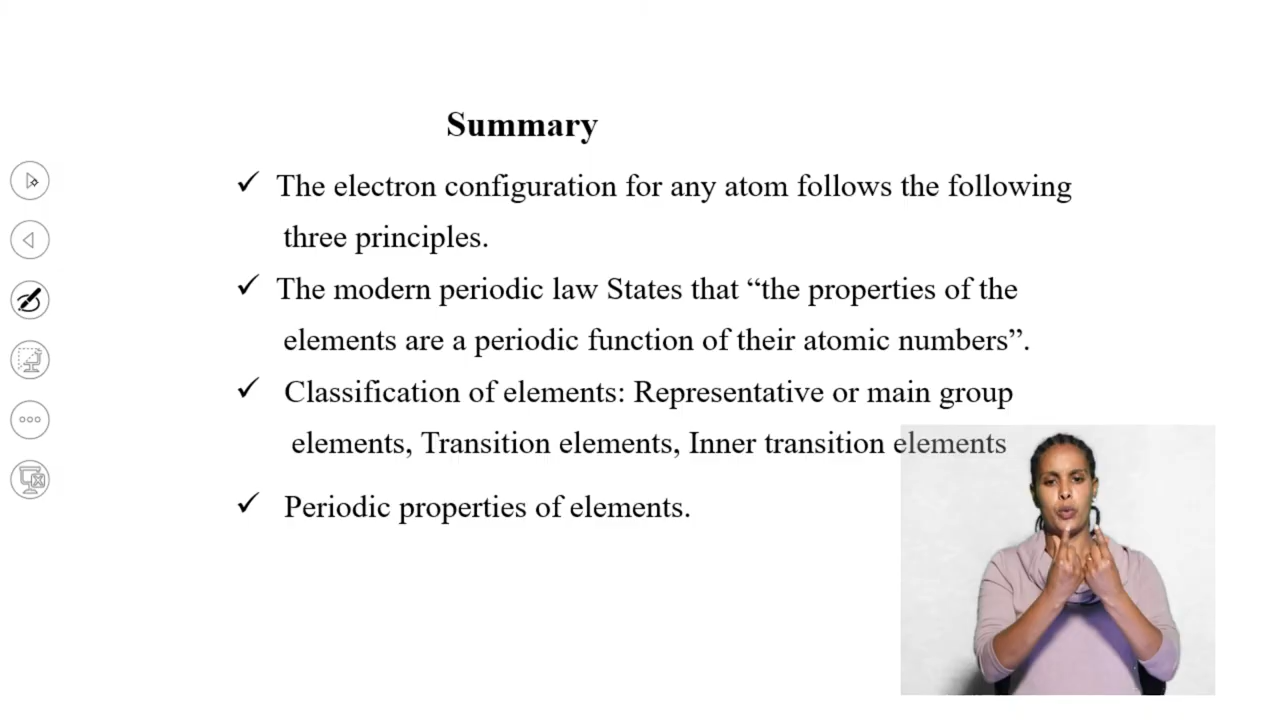 Summary
✓ The electron configuration for any atom follows the following
three principles.
✓ The modern periodic law States that “the properties of the
elements are a periodic function of their atomic numbers”.
✓ Classification of elements: Representative or main group
elements, Transition elements, Inner transition elements
✓ Periodic properties of elements.